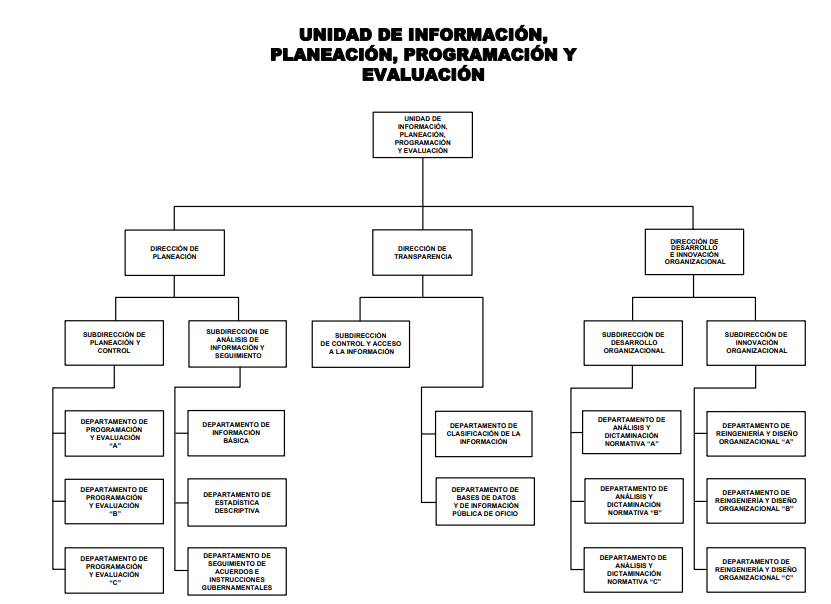 UNIDAD DE INFORMACIÓN,
PLANEACIÓN, PROGRAMACIÓN Y
EVALUACIÓN
UNIDAD DE
INFORMACIÓN,
PLANEACIÓN,
PROGRAMACIÓN
Y EVALUACIÓN
DIRECCIÓN DE
PLANEACIÓN
DIRECCIÓN DE
TRANSPARENCIA
DIRECCIÓN DE
DESARROLLO
E INNOVACIÓN
ORGANIZACIONAL
SUBDIRECCIÓN DE
PLANEACIÓN Y
CONTROL
SUBDIRECCIÓN DE
ANÁLISIS DE
INFORMACIÓN Y
SEGUIMIENTO
SUBDIRECCIÓN
DE CONTROL Y ACCESO
A LA INFORMACIÓN
SUBDIRECCIÓN DE
DESARROLLO
ORGANIZACIONAL
SUBDIRECCIÓN DE
INNOVACIÓN
ORGANIZACIONAL
DEPARTAMENTO DE
PROGRAMACIÓN
Y EVALUACIÓN
“A”
DEPARTAMENTO DE
INFORMACIÓN
BÁSICA
DEPARTAMENTO DE
CLASIFICACIÓN DE LA
INFORMACIÓN
DEPARTAMENTO DE
ANÁLISIS Y
DICTAMINACIÓN
NORMATIVA “A”
DEPARTAMENTO DE
REINGENIERÍA Y DISEÑO
ORGANIZACIONAL “A”
DEPARTAMENTO DE
PROGRAMACIÓN
Y EVALUACIÓN
“B”
DEPARTAMENTO DE
ESTADÍSTICA
DESCRIPTIVA
DEPARTAMENTO DE
BASES DE DATOS
Y DE INFORMACIÓN
PÚBLICA DE OFICIO
DEPARTAMENTO DE
ANÁLISIS Y
DICTAMINACIÓN
NORMATIVA “B”
DEPARTAMENTO DE
REINGENIERÍA Y DISEÑO
ORGANIZACIONAL “B”
DEPARTAMENTO DE
PROGRAMACIÓN
Y EVALUACIÓN
“C”
DEPARTAMENTO DE
SEGUIMIENTO DE
ACUERDOS E
INSTRUCCIONES
GUBERNAMENTALES
DEPARTAMENTO DE
ANÁLISIS Y
DICTAMINACIÓN
NORMATIVA “C”
DEPARTAMENTO DE
REINGENIERÍA Y DISEÑO
ORGANIZACIONAL “C”